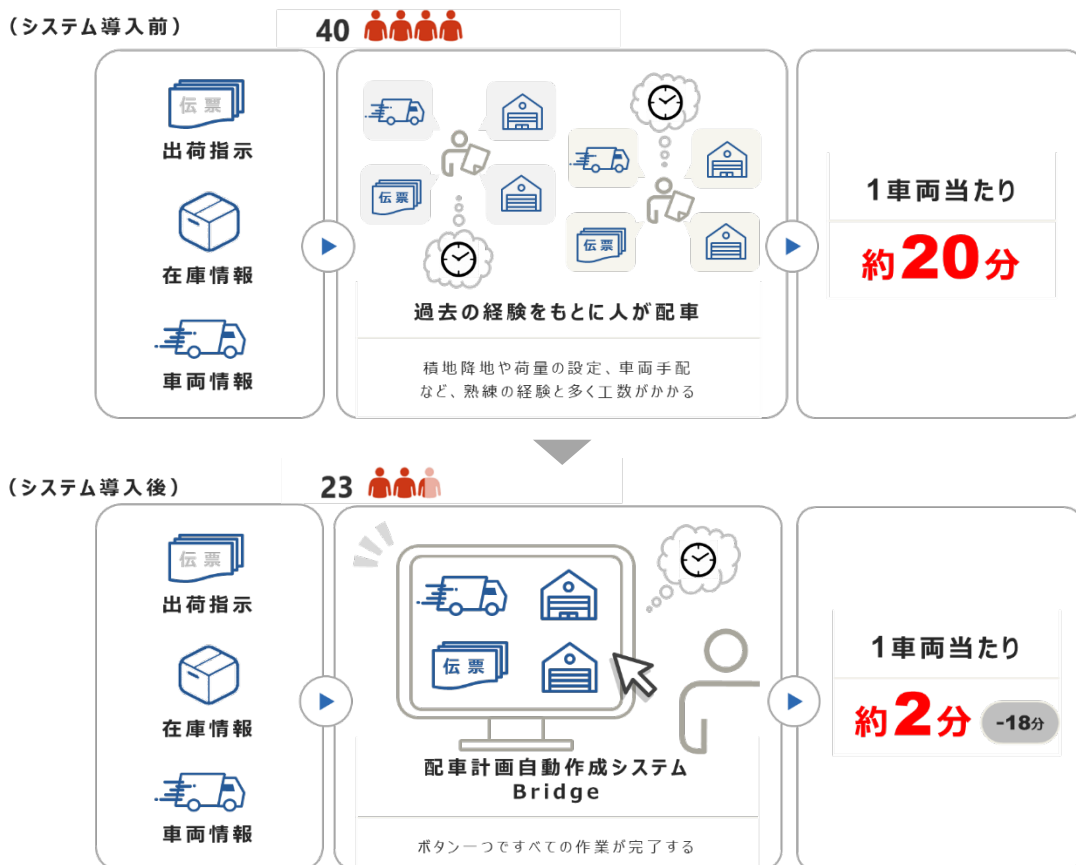 （システム導入前）
40
伝票
出荷指示
在庫情報
車両情報
伝票
伝票
過去の経験をもとに人が配車
積地降地や荷量の設定、車両手配
など、熟練の経験と多く工数がかかる
1車両当たり
約20分
（システム導入後）
23
伝票
出荷指示
在庫情報
車両情報
伝票
配車計画自動作成システム
Bridge
ボタン一つですべての作業が完了する
1車両当たり
約2分
-18分